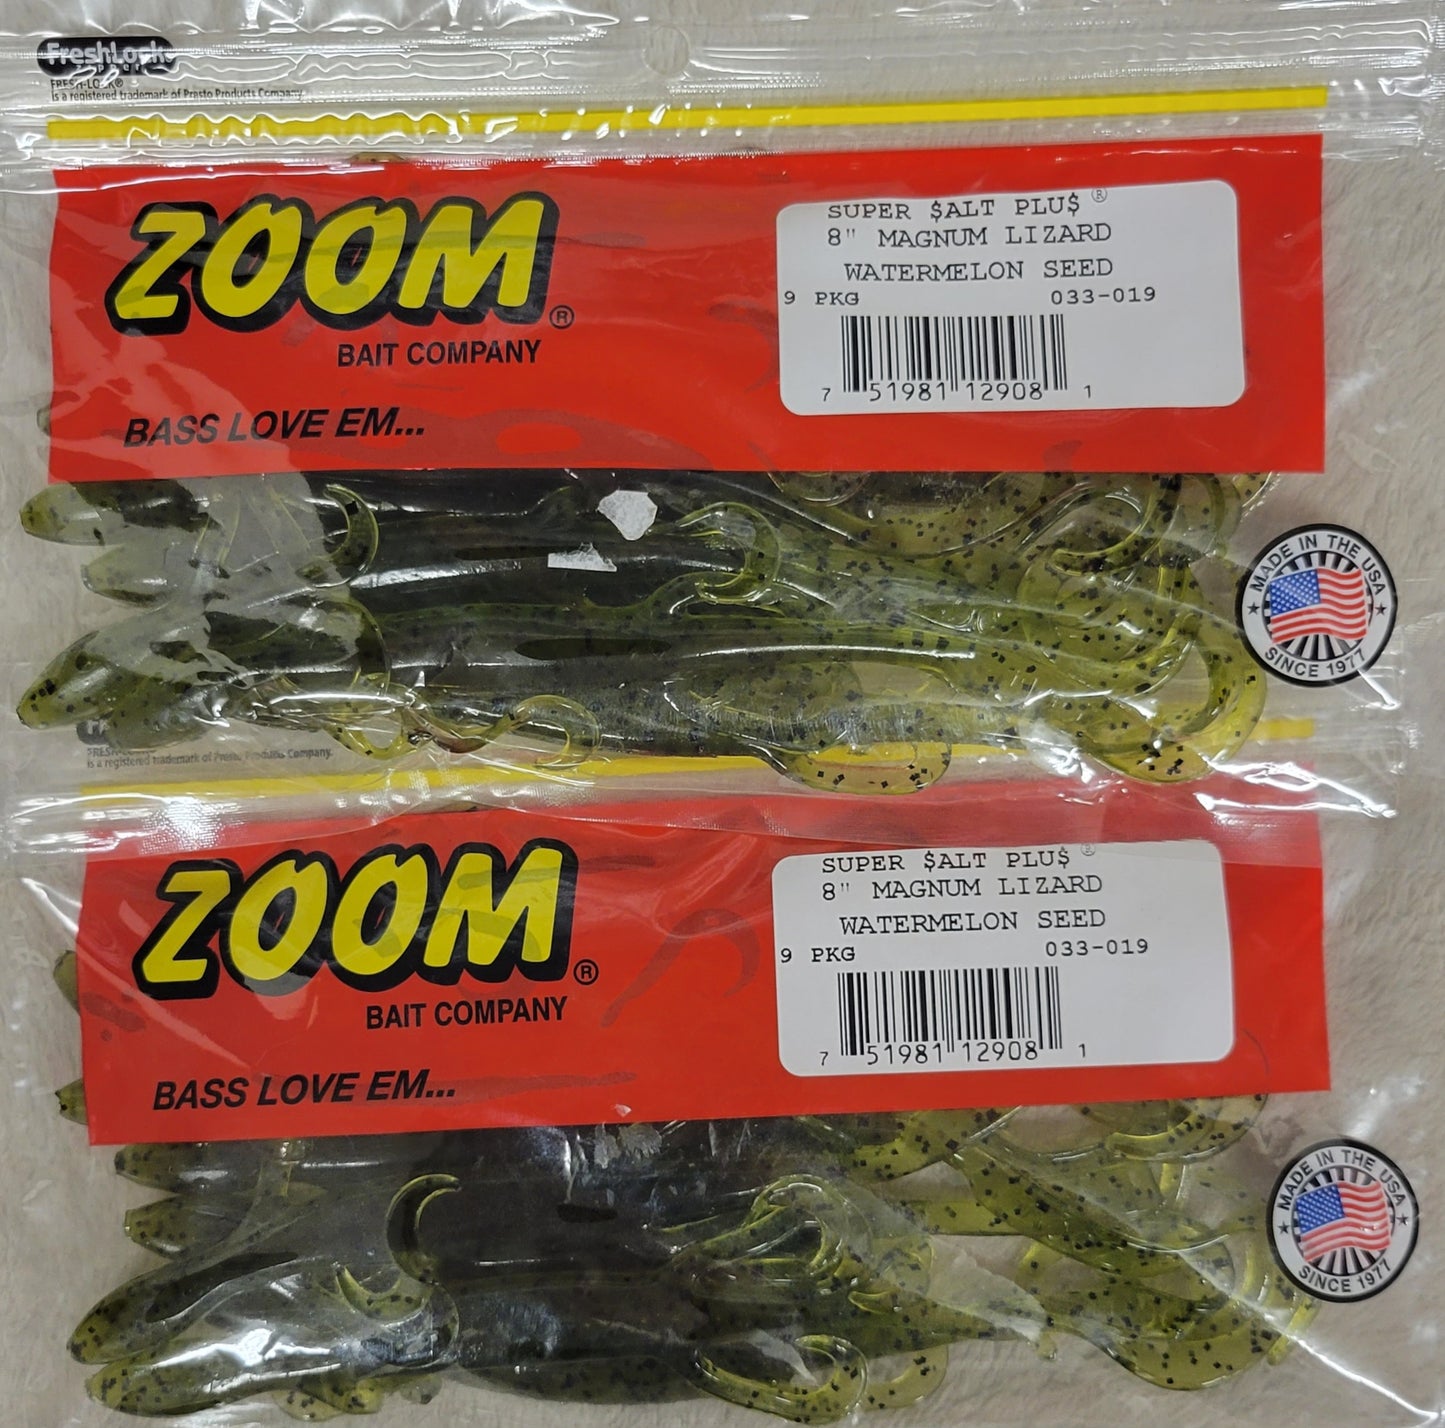 FreshLock
FRESH-LOCK®
is a registered trademark of Presto Products Company.
ZOOM®
BAIT COMPANY
BASS LOVE EM...
SUPER $ALT PLU$®
8" MAGNUM LIZARD
WATERMELON SEED
9 PKG 033-019
7 51981 12908 1
MADE IN THE USA
SINCE 1977
is a registered trademark of Presto Products Company.
ZOOM®
BAIT COMPANY
BASS LOVE EM...
SUPER $ALT PLU$®
8" MAGNUM LIZARD
WATERMELON SEED
9 PKG 033-019
7 51981 12908 1
MADE IN THE USA
SINCE 1977